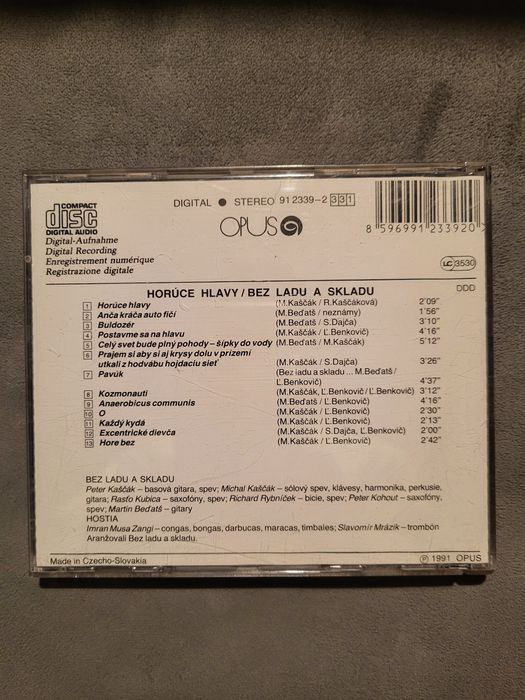 COMPACT
disc
DIGITAL AUDIO
Digital-Aufnahme
Digital Recording
Enregistrement numérique
Registrazione digitale
DIGITAL ● STEREO 91 2339-2 331
OPUS
8 596991 233920
LC 3530
HORÚCE HLAVY / BEZ LADU A SKLADU
DDD
1 Horúce hlavy (M.Kaščák / R.Kaščáková) 2'09"
2 Anča kráča auto fičí (M.Beďatš / neznámy) 1'56"
3 Buldozér (M.Beďatš / S.Dajča) 3'10"
4 Postavme sa na hlavu (M.Kaščák / Ľ.Benkovič) 4'16"
5 Celý svet bude plný pohody – šípky do vody (M.Beďatš / M.Kaščák) 5'12"
6 Prajem si aby si aj krysy dolu v prízemí
utkali z hodvábu hojdaciu sieť (M.Kaščák / S.Dajča) 3'26"
7 Pavúk (Bez ladu a skladu ... M.Beďatš /
Ľ.Benkovič) 4'37"
8 Kozmonauti (M.Kaščák, Ľ.Benkovič / Ľ.Benkovič) 3'12"
9 Anaerobicus communis (M.Beďatš / Ľ.Benkovič) 4'16"
10 O (M.Kaščák / Ľ.Benkovič) 2'30"
11 Každý kydá (M.Kaščák / Ľ.Benkovič) 2'13"
12 Excentrické dievča (M.Kaščák / S.Dajča, Ľ.Benkovič) 2'00"
13 Hore bez (M.Kaščák / Ľ.Benkovič) 2'42"
BEZ LADU A SKLADU
Peter Kaščák – basová gitara, spev; Michal Kaščák – sólový spev, klávesy, harmonika, perkusie,
gitara; Rasťo Kubica – saxofóny, spev; Richard Rybníček – bicie, spev; Peter Kohout – saxofóny,
spev; Martin Beďatš – gitary
HOSTIA
Imran Musa Zangi – congas, bongas, darbucas, maracas, timbales; Slavomír Mrázik – trombón
Aranžovali Bez ladu a skladu.
Made in Czecho-Slovakia
℗ 1991 OPUS